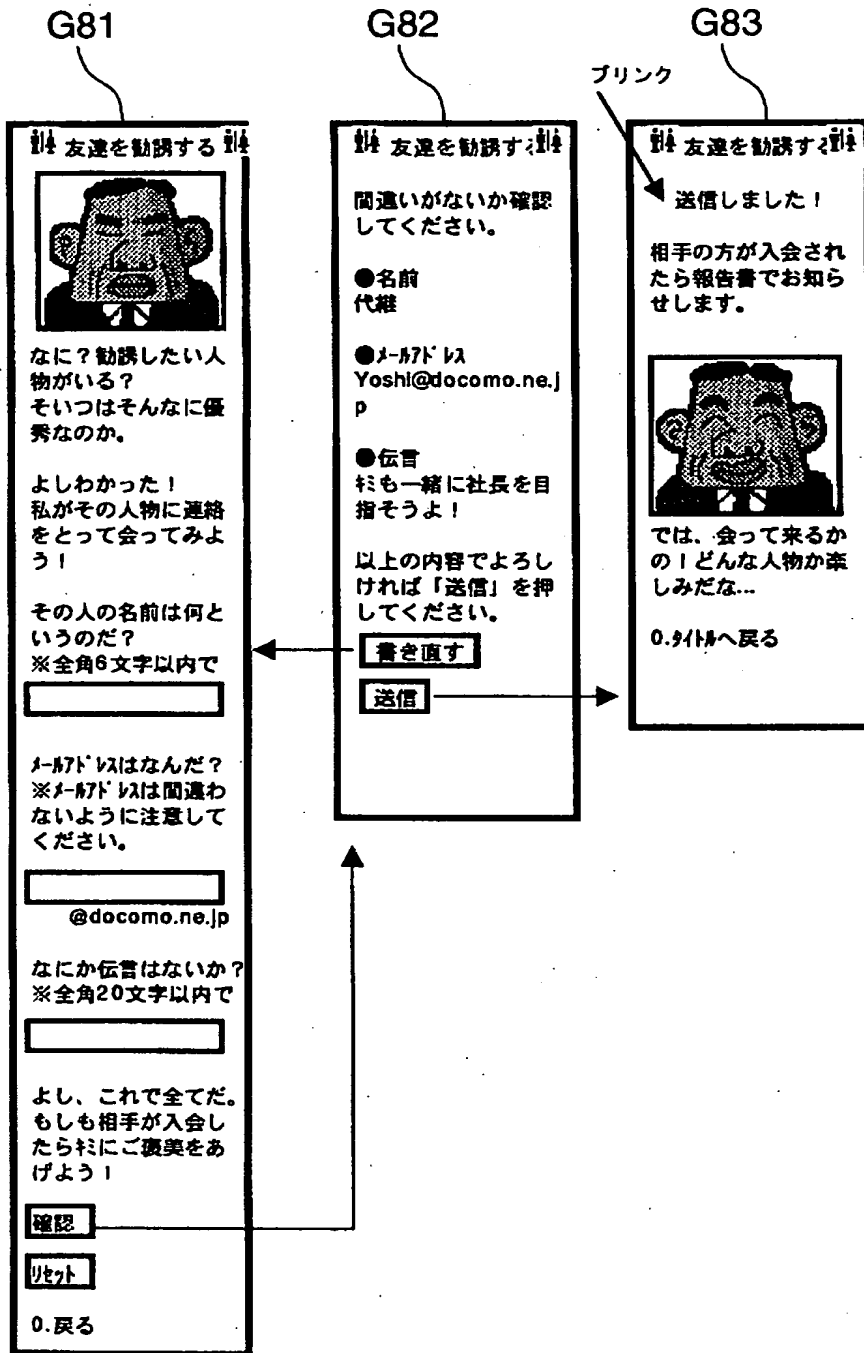 G81
G82
G83
ブリンク
友達を勧誘する
なに？勧誘したい人
物がいる？
そいつはそんなに優
秀なのか。
よしわかった！
私がその人物に連絡
をとって会ってみよ
う！
その人の名前は何と
いうのだ？
※全角6文字以内で
ﾒｰﾙｱﾄﾞﾚｽはなんだ？
※ﾒｰﾙｱﾄﾞﾚｽは間違わ
ないように注意して
ください。
@docomo.ne.jp
なにか伝言はないか？
※全角20文字以内で
よし、これで全てだ。
もしも相手が入会し
たらｷﾐにご褒美をあ
げよう！
確認
ﾘｾｯﾄ
0.戻る
友達を勧誘する
間違いがないか確認
してください。
●名前
代継
●ﾒｰﾙｱﾄﾞﾚｽ
Yoshi@docomo.ne.j
p
●伝言
ｷﾐも一緒に社長を目
指そうよ！
以上の内容でよろし
ければ「送信」を押
してください。
書き直す
送信
友達を勧誘する
送信しました！
相手の方が入会され
たら報告書でお知ら
せします。
では、会って来るか
の！どんな人物か楽
しみだな...
0.ﾀｲﾄﾙへ戻る